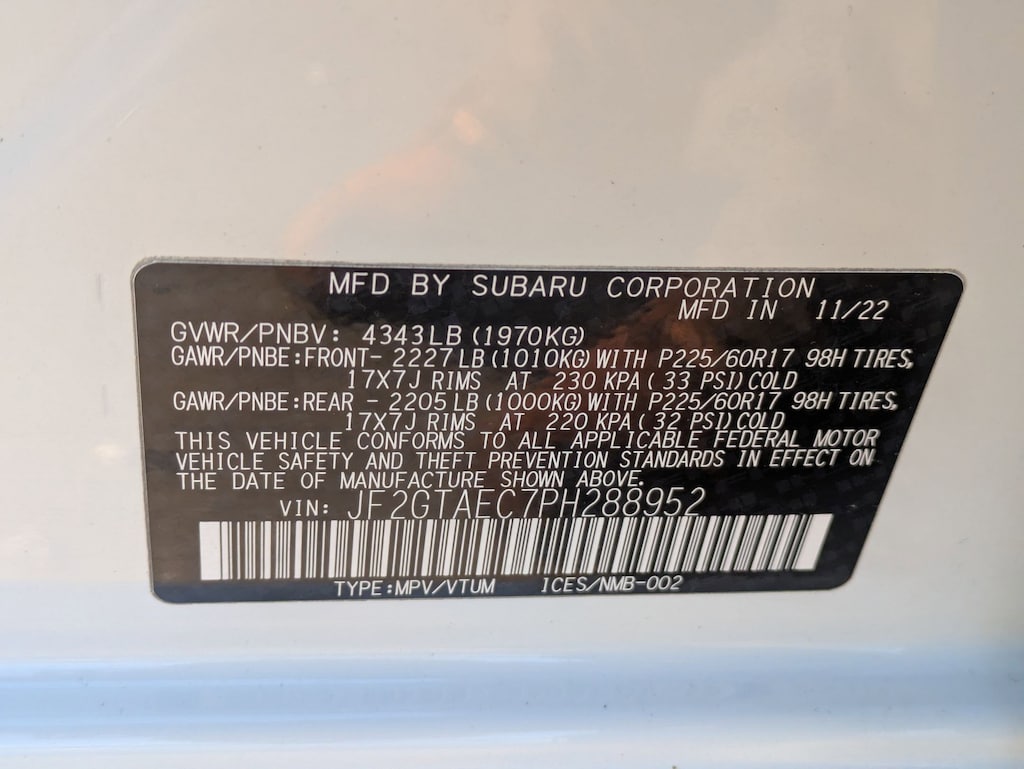 MFD BY SUBARU CORPORATION
MFD IN 11/22
GVWR/PNBV: 4343LB (1970KG)
GAWR/PNBE:FRONT- 2227LB (1010KG) WITH P225/60R17 98H TIRES,
17X7J RIMS AT 230 KPA ( 33 PSI) COLD
GAWR/PNBE:REAR - 2205LB (1000KG) WITH P225/60R17 98H TIRES,
17X7J RIMS AT 220 KPA ( 32 PSI) COLD
THIS VEHICLE CONFORMS TO ALL APPLICABLE FEDERAL MOTOR
VEHICLE SAFETY AND THEFT PREVENTION STANDARDS IN EFFECT ON
THE DATE OF MANUFACTURE SHOWN ABOVE.
VIN: JF2GTAEC7PH288952
TYPE:MPV/VTUM ICES/NMB-002